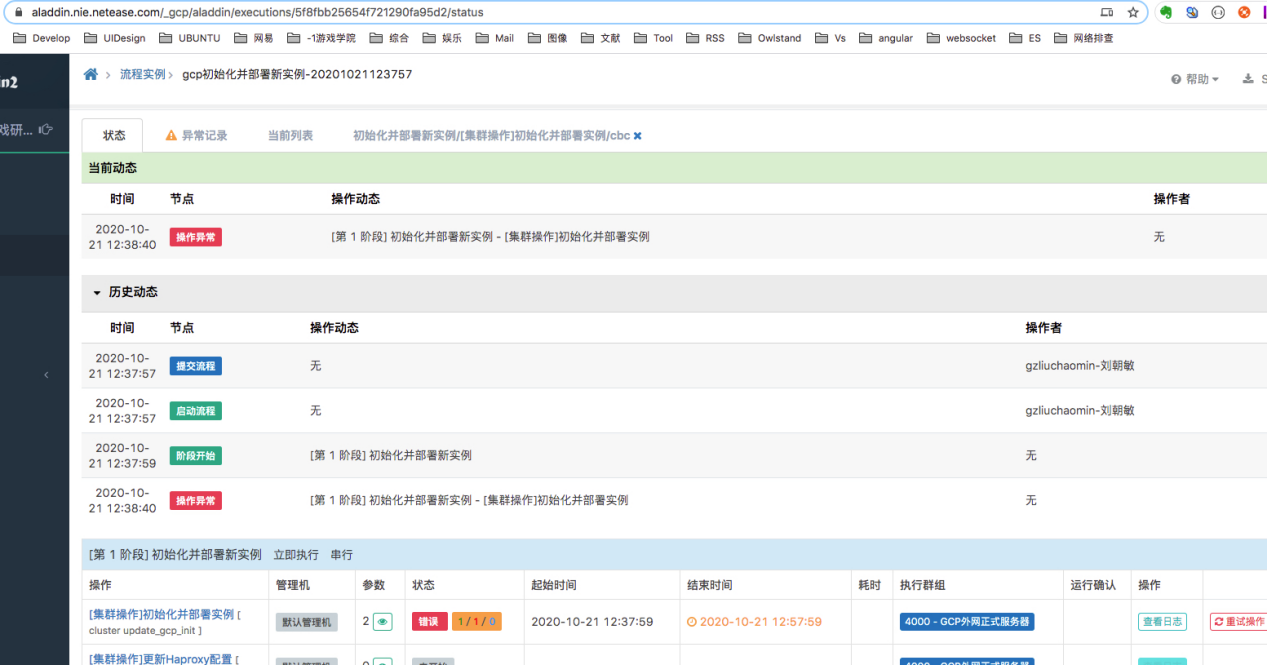 aladdin.nie.netease.com/_gcp/aladdin/executions/5f8fbb25654f721290fa95d2/status
Develop UIDesign UBUNTU 网易 -1游戏学院 综合 娱乐 Mail 图像 文献 Tool RSS Owlstand Vs angular websocket ES 网络排查
in2
流程实例 gcp初始化并部署新实例-20201021123757
帮助
戏研...
状态 异常记录 当前列表 初始化并部署新实例/[集群操作]初始化并部署实例/cbc
当前动态
时间 节点 操作动态 操作者
2020-10-
21 12:38:40 操作异常 [第 1 阶段] 初始化并部署新实例 - [集群操作]初始化并部署实例 无
历史动态
时间 节点 操作动态 操作者
2020-10-
21 12:37:57 提交流程 无 gzliuchaomin-刘朝敏
2020-10-
21 12:37:57 启动流程 无 gzliuchaomin-刘朝敏
2020-10-
21 12:37:59 阶段开始 [第 1 阶段] 初始化并部署新实例 无
2020-10-
21 12:38:40 操作异常 [第 1 阶段] 初始化并部署新实例 - [集群操作]初始化并部署实例 无
[第 1 阶段] 初始化并部署新实例 立即执行 串行
操作 管理机 参数 状态 起始时间 结束时间 耗时 执行群组 运行确认 操作
[集群操作]初始化并部署实例 [
cluster update_gcp_init ] 默认管理机 2 错误 1 / 1 / 0 2020-10-21 12:37:59 2020-10-21 12:57:59 4000 - GCP外网正式服务器 查看日志 重试操作
[集群操作]更新Haproxy配置 [